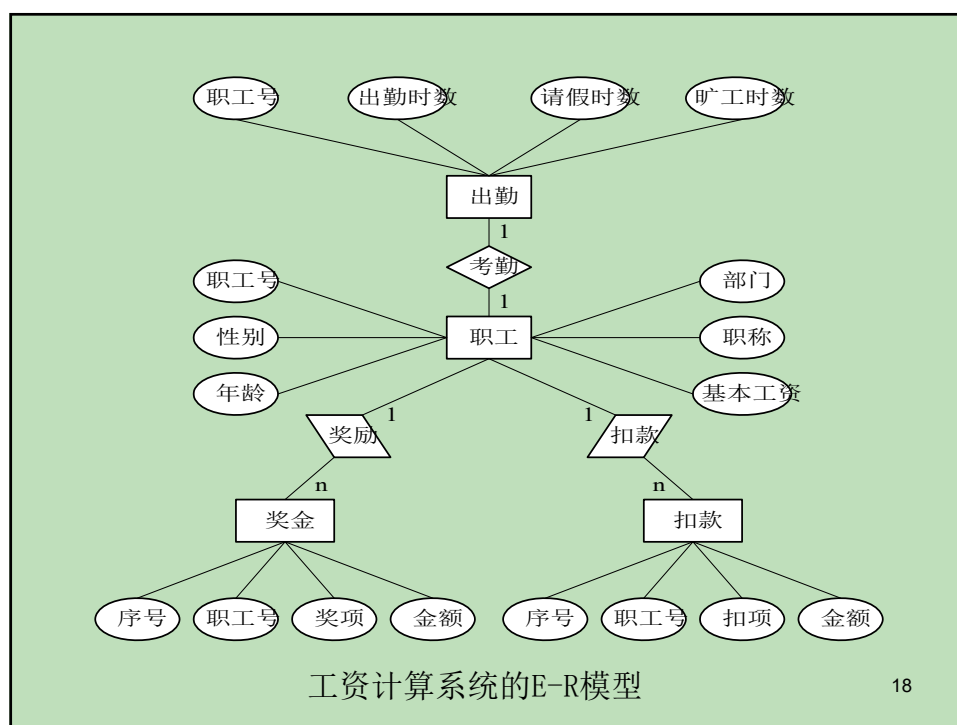 职工号 出勤时数 请假时数 旷工时数
出勤
1
考勤
1
职工号 部门
职工
性别 职称
年龄 基本工资
1 1
奖励 扣款
n n
奖金 扣款
序号 职工号 奖项 金额 序号 职工号 扣项 金额
工资计算系统的E-R模型
18